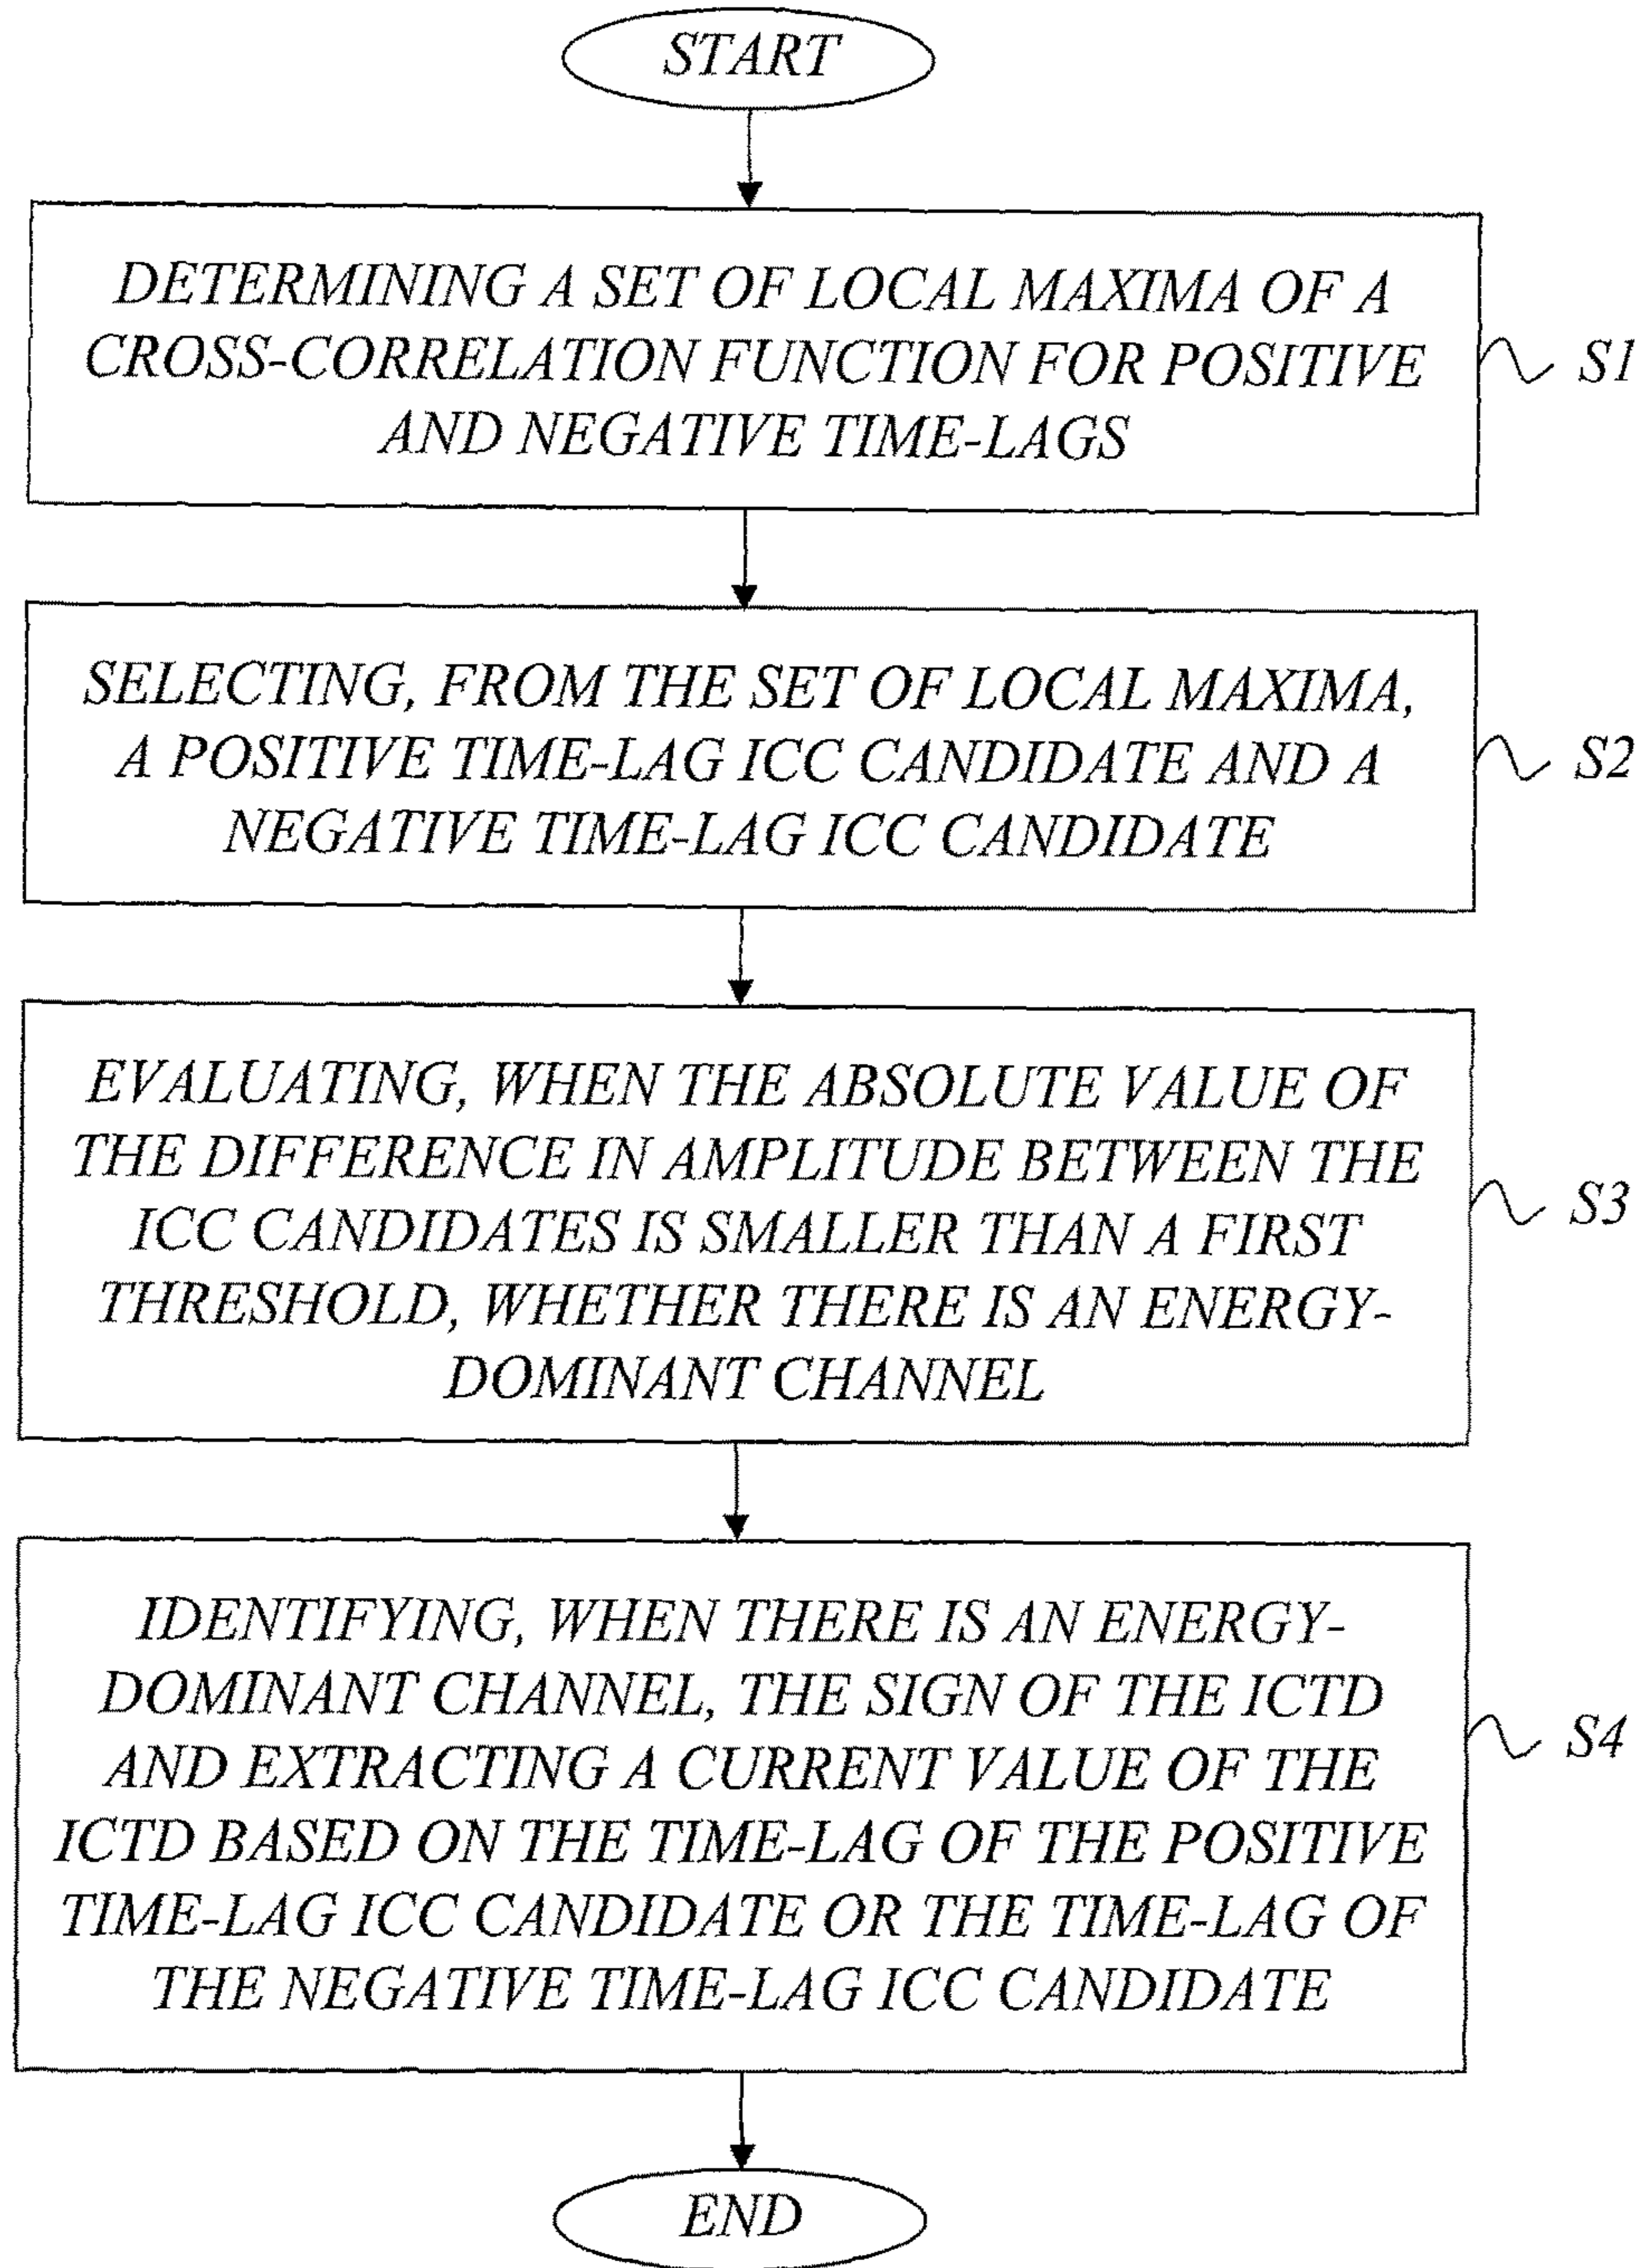 START
DETERMINING A SET OF LOCAL MAXIMA OF A
CROSS-CORRELATION FUNCTION FOR POSITIVE
AND NEGATIVE TIME-LAGS
S1
SELECTING, FROM THE SET OF LOCAL MAXIMA,
A POSITIVE TIME-LAG ICC CANDIDATE AND A
NEGATIVE TIME-LAG ICC CANDIDATE
S2
EVALUATING, WHEN THE ABSOLUTE VALUE OF
THE DIFFERENCE IN AMPLITUDE BETWEEN THE
ICC CANDIDATES IS SMALLER THAN A FIRST
THRESHOLD, WHETHER THERE IS AN ENERGY-
DOMINANT CHANNEL
S3
IDENTIFYING, WHEN THERE IS AN ENERGY-
DOMINANT CHANNEL, THE SIGN OF THE ICTD
AND EXTRACTING A CURRENT VALUE OF THE
ICTD BASED ON THE TIME-LAG OF THE POSITIVE
TIME-LAG ICC CANDIDATE OR THE TIME-LAG OF
THE NEGATIVE TIME-LAG ICC CANDIDATE
S4
END